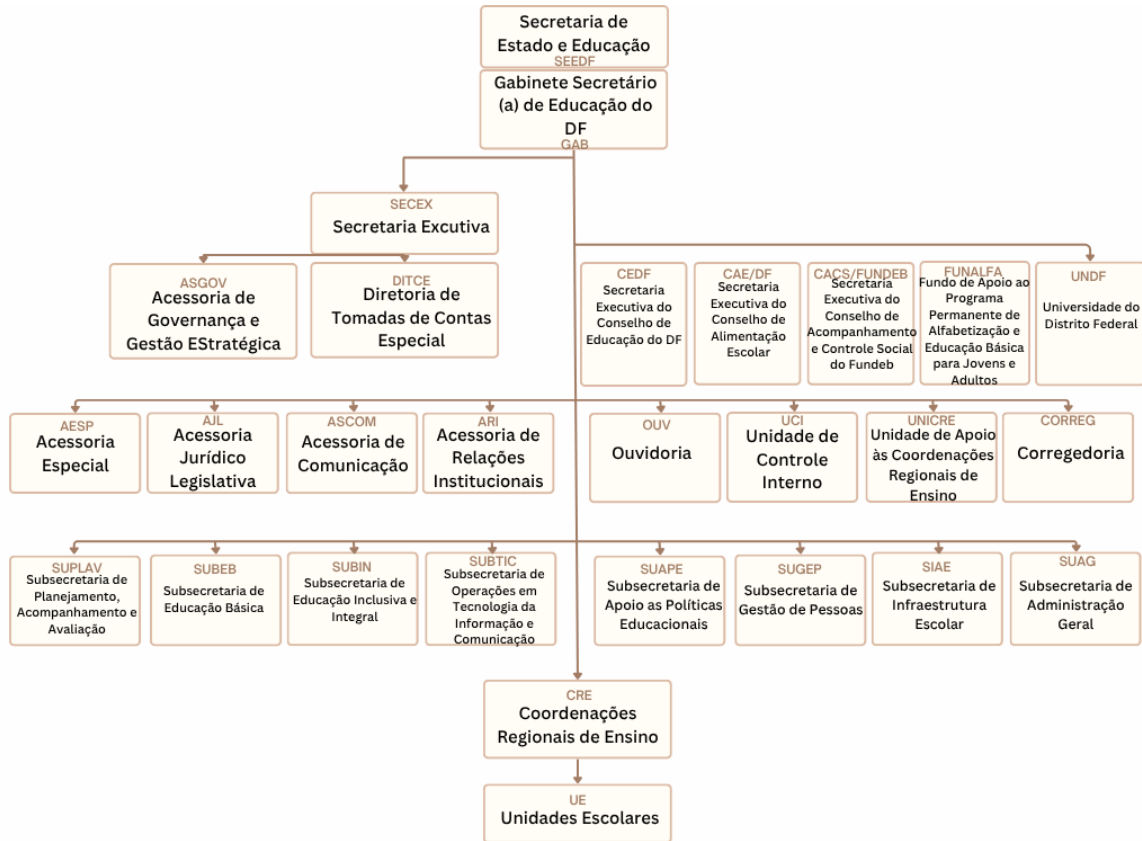 Secretaria de
Estado e Educação
SEEDF
Gabinete Secretário
(a) de Educação do
DF
GAB
SECEX
Secretaria Excutiva
ASGOV
Acessoria de
Governança e
Gestão EStratégica
DITCE
Diretoria de
Tomadas de Contas
Especial
CEDF
Secretaria
Executiva do
Conselho de
Educação do DF
CAE/DF
Secretaria
Executiva do
Conselho de
Alimentação
Escolar
CACS/FUNDEB
Secretaria
Executiva do
Conselho de
Acompanhamento
e Controle Social
do Fundeb
FUNALFA
Fundo de Apoio ao
Programa
Permanente de
Alfabetização e
Educação Básica
para Jovens e
Adultos
UNDF
Universidade do
Distrito Federal
AESP
Acessoria
Especial
AJL
Acessoria
Jurídico
Legislativa
ASCOM
Acessoria de
Comunicação
ARI
Acessoria de
Relações
Institucionais
OUV
Ouvidoria
UCI
Unidade de
Controle
Interno
UNICRE
Unidade de Apoio
às Coordenações
Regionais de
Ensino
CORREG
Corregedoria
SUPLAV
Subsecretaria de
Planejamento,
Acompanhamento e
Avaliação
SUBEB
Subsecretaria de
Educação Básica
SUBIN
Subsecretaria de
Educação Inclusiva e
Integral
SUBTIC
Subsecretaria de
Operações em
Tecnologia da
Informação e
Comunicação
SUAPE
Subsecretaria de
Apoio as Políticas
Educacionais
SUGEP
Subsecretaria de
Gestão de Pessoas
SIAE
Subsecretaria de
Infraestrutura
Escolar
SUAG
Subsecretaria de
Administração
Geral
CRE
Coordenações
Regionais de Ensino
UE
Unidades Escolares